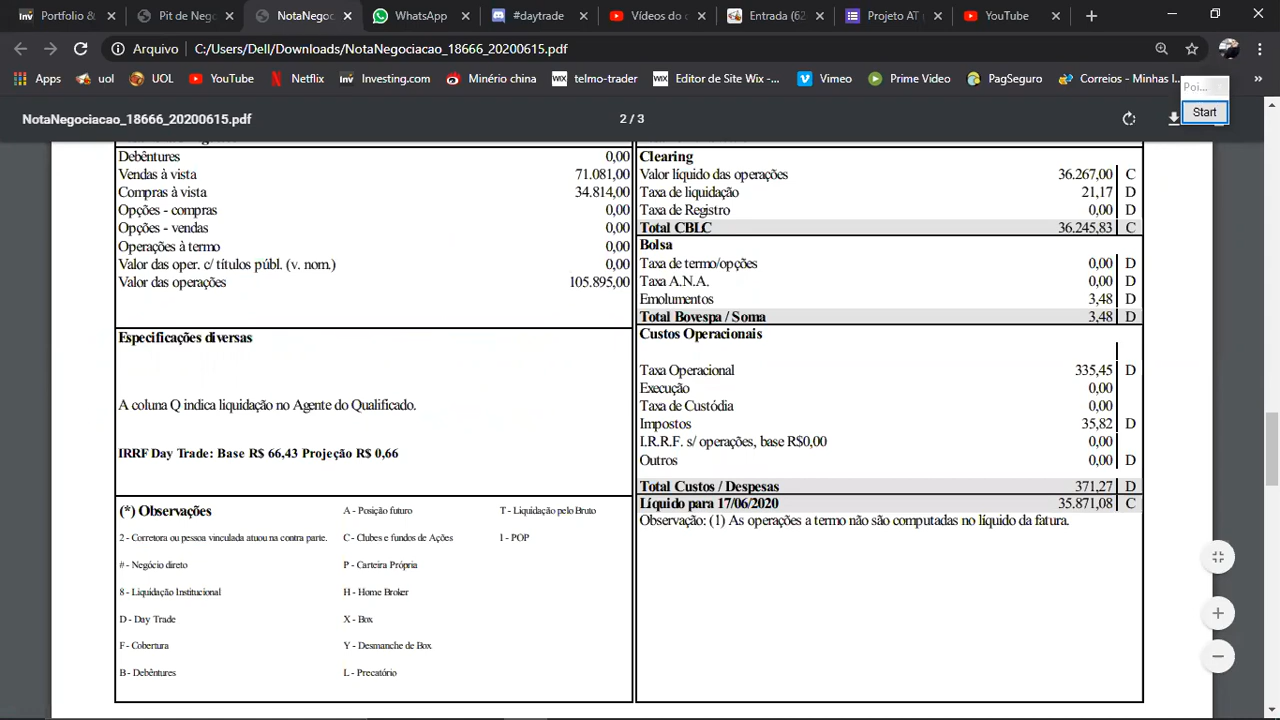 Portfolio &
Pit de Nego
NotaNegoc
WhatsApp
#daytrade
Vídeos do c
Entrada (62
Projeto AT
YouTube
Arquivo
C:/Users/Dell/Downloads/NotaNegociacao_18666_20200615.pdf
Apps
uol
UOL
YouTube
Netflix
Investing.com
Minério china
telmo-trader
Editor de Site Wix -...
Vimeo
Prime Video
PagSeguro
Correios - Minhas I...
»
Poi...
Start
NotaNegociacao_18666_20200615.pdf
2 / 3
Debêntures 0,00
Vendas à vista 71.081,00
Compras à vista 34.814,00
Opções - compras 0,00
Opções - vendas 0,00
Operações à termo 0,00
Valor das oper. c/ títulos públ. (v. nom.) 0,00
Valor das operações 105.895,00
Especificações diversas
A coluna Q indica liquidação no Agente do Qualificado.
IRRF Day Trade: Base R$ 66,43 Projeção R$ 0,66
(*) Observações A - Posição futuro T - Liquidação pelo Bruto
2 - Corretora ou pessoa vinculada atuou na contra parte. C - Clubes e fundos de Ações I - POP
# - Negócio direto P - Carteira Própria
8 - Liquidação Institucional H - Home Broker
D - Day Trade X - Box
F - Cobertura Y - Desmanche de Box
B - Debêntures L - Precatório
Clearing
Valor líquido das operações 36.267,00 C
Taxa de liquidação 21,17 D
Taxa de Registro 0,00 D
Total CBLC 36.245,83 C
Bolsa
Taxa de termo/opções 0,00 D
Taxa A.N.A. 0,00 D
Emolumentos 3,48 D
Total Bovespa / Soma 3,48 D
Custos Operacionais
Taxa Operacional 335,45 D
Execução 0,00
Taxa de Custódia 0,00
Impostos 35,82 D
I.R.R.F. s/ operações, base R$0,00 0,00
Outros 0,00 D
Total Custos / Despesas 371,27 D
Líquido para 17/06/2020 35.871,08 C
Observação: (1) As operações a termo não são computadas no líquido da fatura.